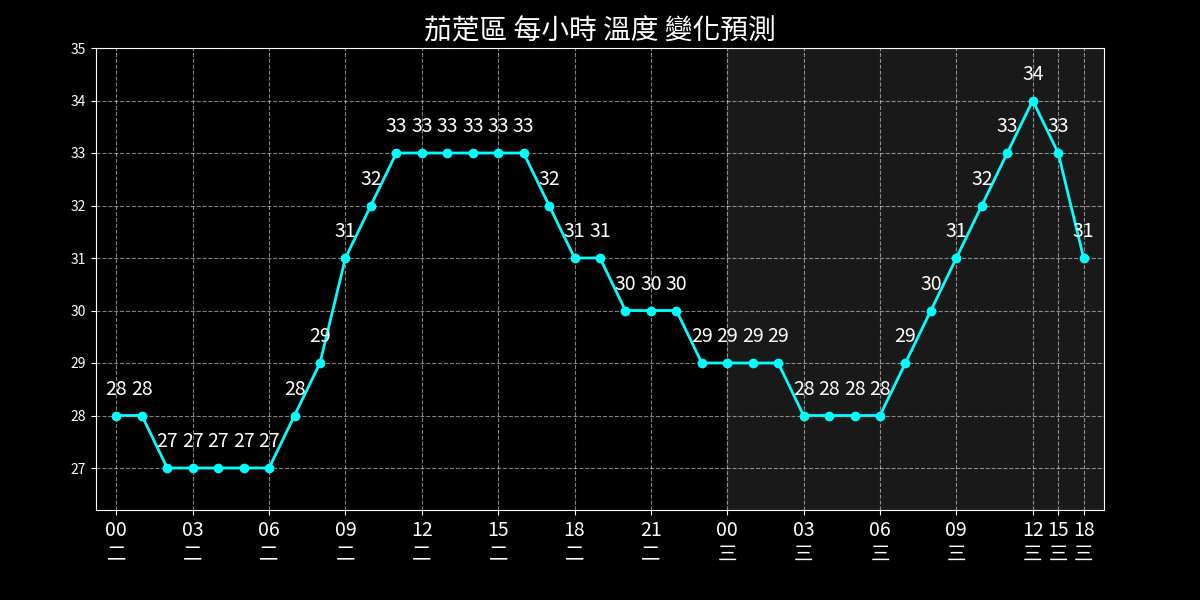 茄萣區 每小時 溫度 變化預測
35
34
34
33 33 33 33 33 33 33 33
33
32 32 32
32
31 31 31 31 31
31
30 30 30 30
30
29 29 29 29 29 29
29
28 28 28 28 28 28 28
28
27 27 27 27 27
27
00 03 06 09 12 15 18 21 00 03 06 09 12 15 18
二 二 二 二 二 二 二 二 三 三 三 三 三 三 三